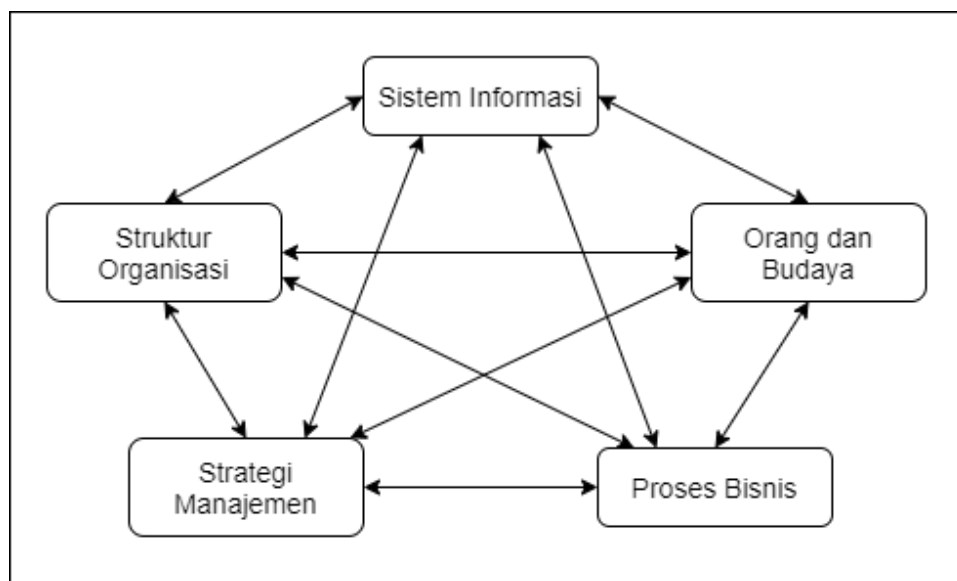 Sistem Informasi
Struktur
Organisasi
Orang dan
Budaya
Strategi
Manajemen
Proses Bisnis